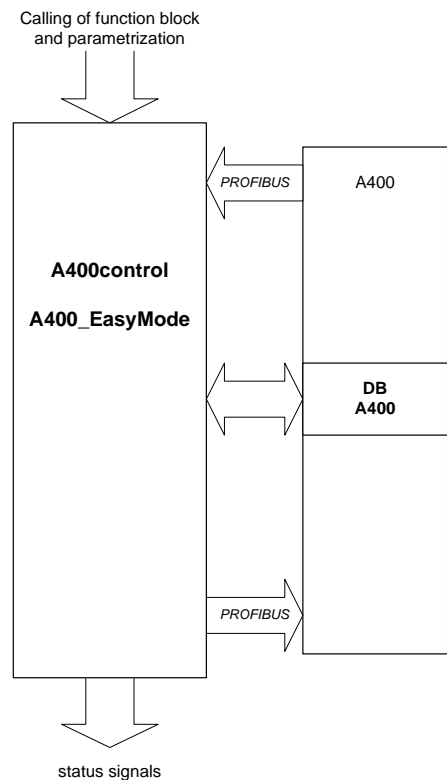 Calling of function block
and parametrization
PROFIBUS
A400
A400control
A400_EasyMode
DB
A400
PROFIBUS
status signals